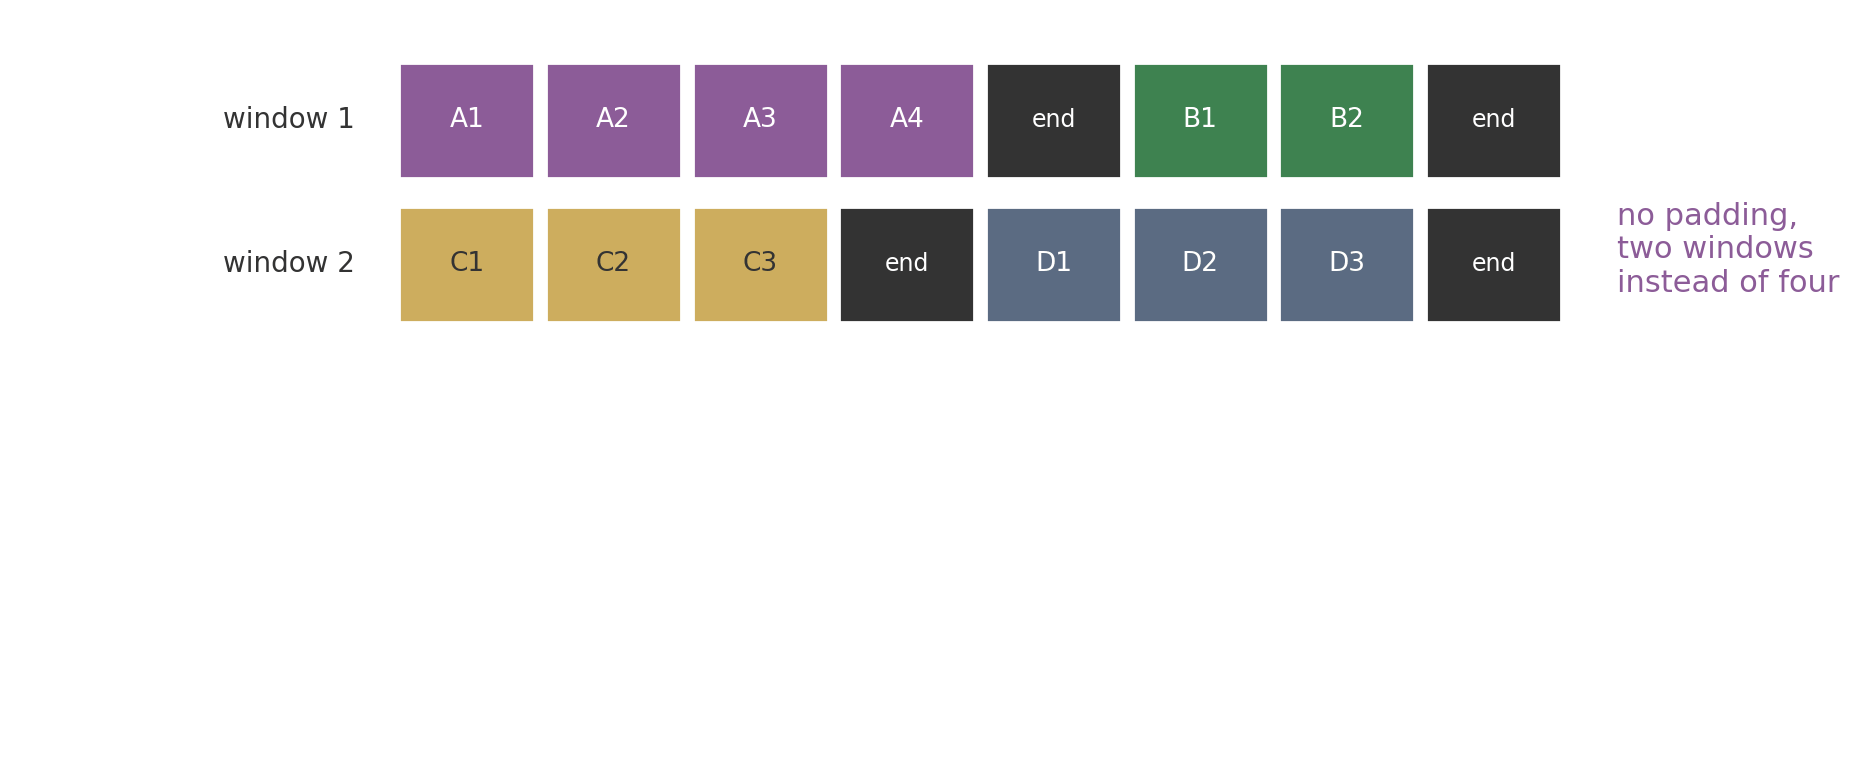 window 1 A1 A2 A3 A4 end B1 B2 end
window 2 C1 C2 C3 end D1 D2 D3 end
no padding,
two windows
instead of four